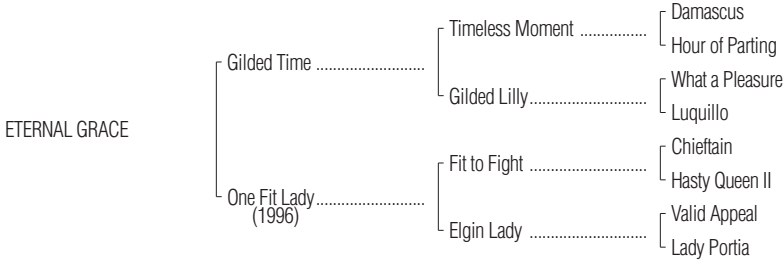 Damascus
Timeless Moment ................
Hour of Parting
Gilded Time ..........................
What a Pleasure
Gilded Lilly............................
Luquillo
ETERNAL GRACE
Chieftain
Fit to Fight ............................
Hasty Queen II
One Fit Lady..........................
(1996)
Valid Appeal
Elgin Lady ............................
Lady Portia